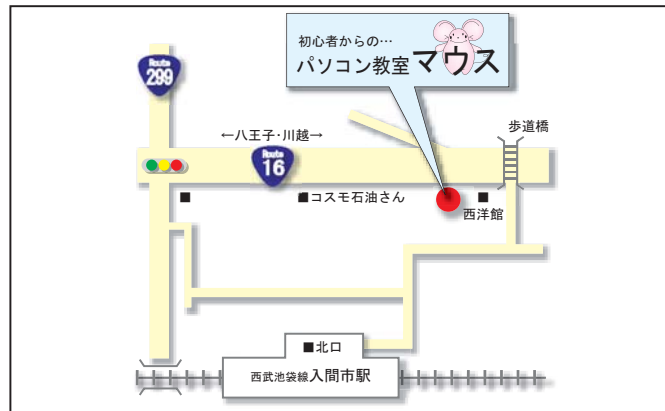 初心者からの…
パソコン教室マウス
Route
299
歩道橋
←八王子・川越→
Route
16
■コスモ石油さん
西洋館
■北口
西武池袋線入間市駅